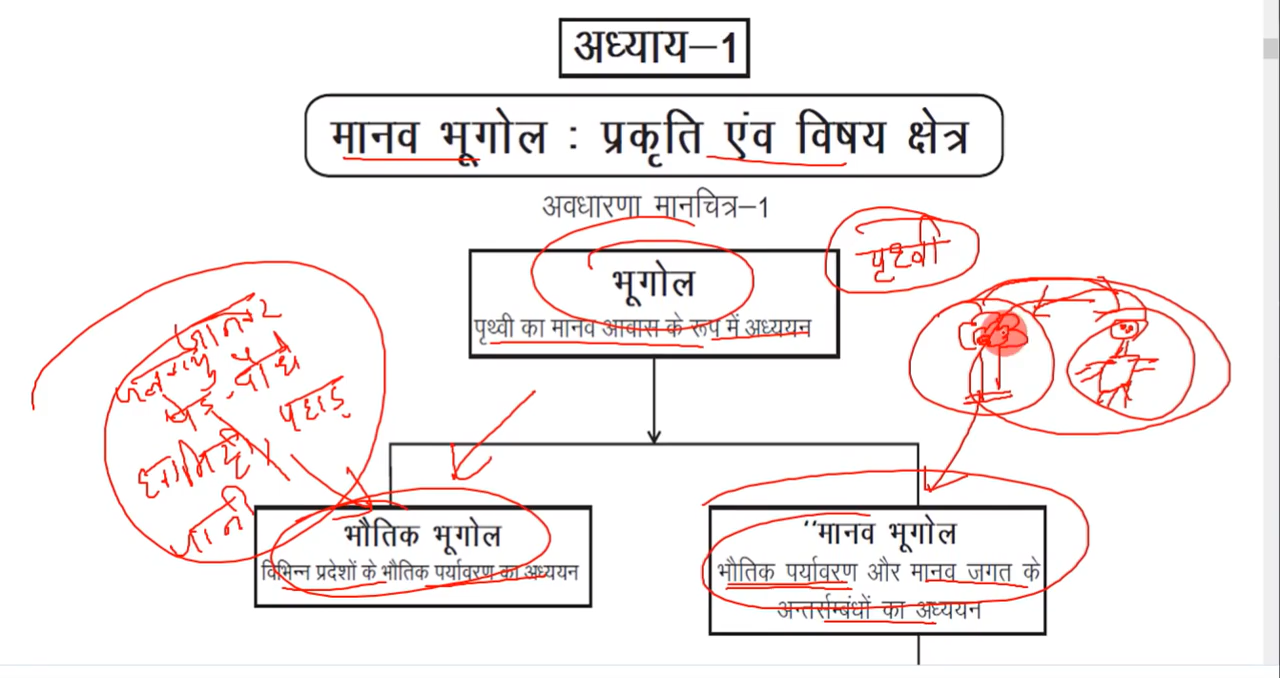 अध्याय–1
मानव भूगोल : प्रकृति एंव विषय क्षेत्र
अवधारणा मानचित्र–1
पृथ्वी
भूगोल
पृथ्वी का मानव आवास के रूप में अध्ययन
जानवर
पेड़, पौधे
पहाड़
पानी
भौतिक भूगोल
विभिन्न प्रदेशों के भौतिक पर्यावरण का अध्ययन
"मानव भूगोल
भौतिक पर्यावरण और मानव जगत के
अन्तर्सम्बंधों का अध्ययन